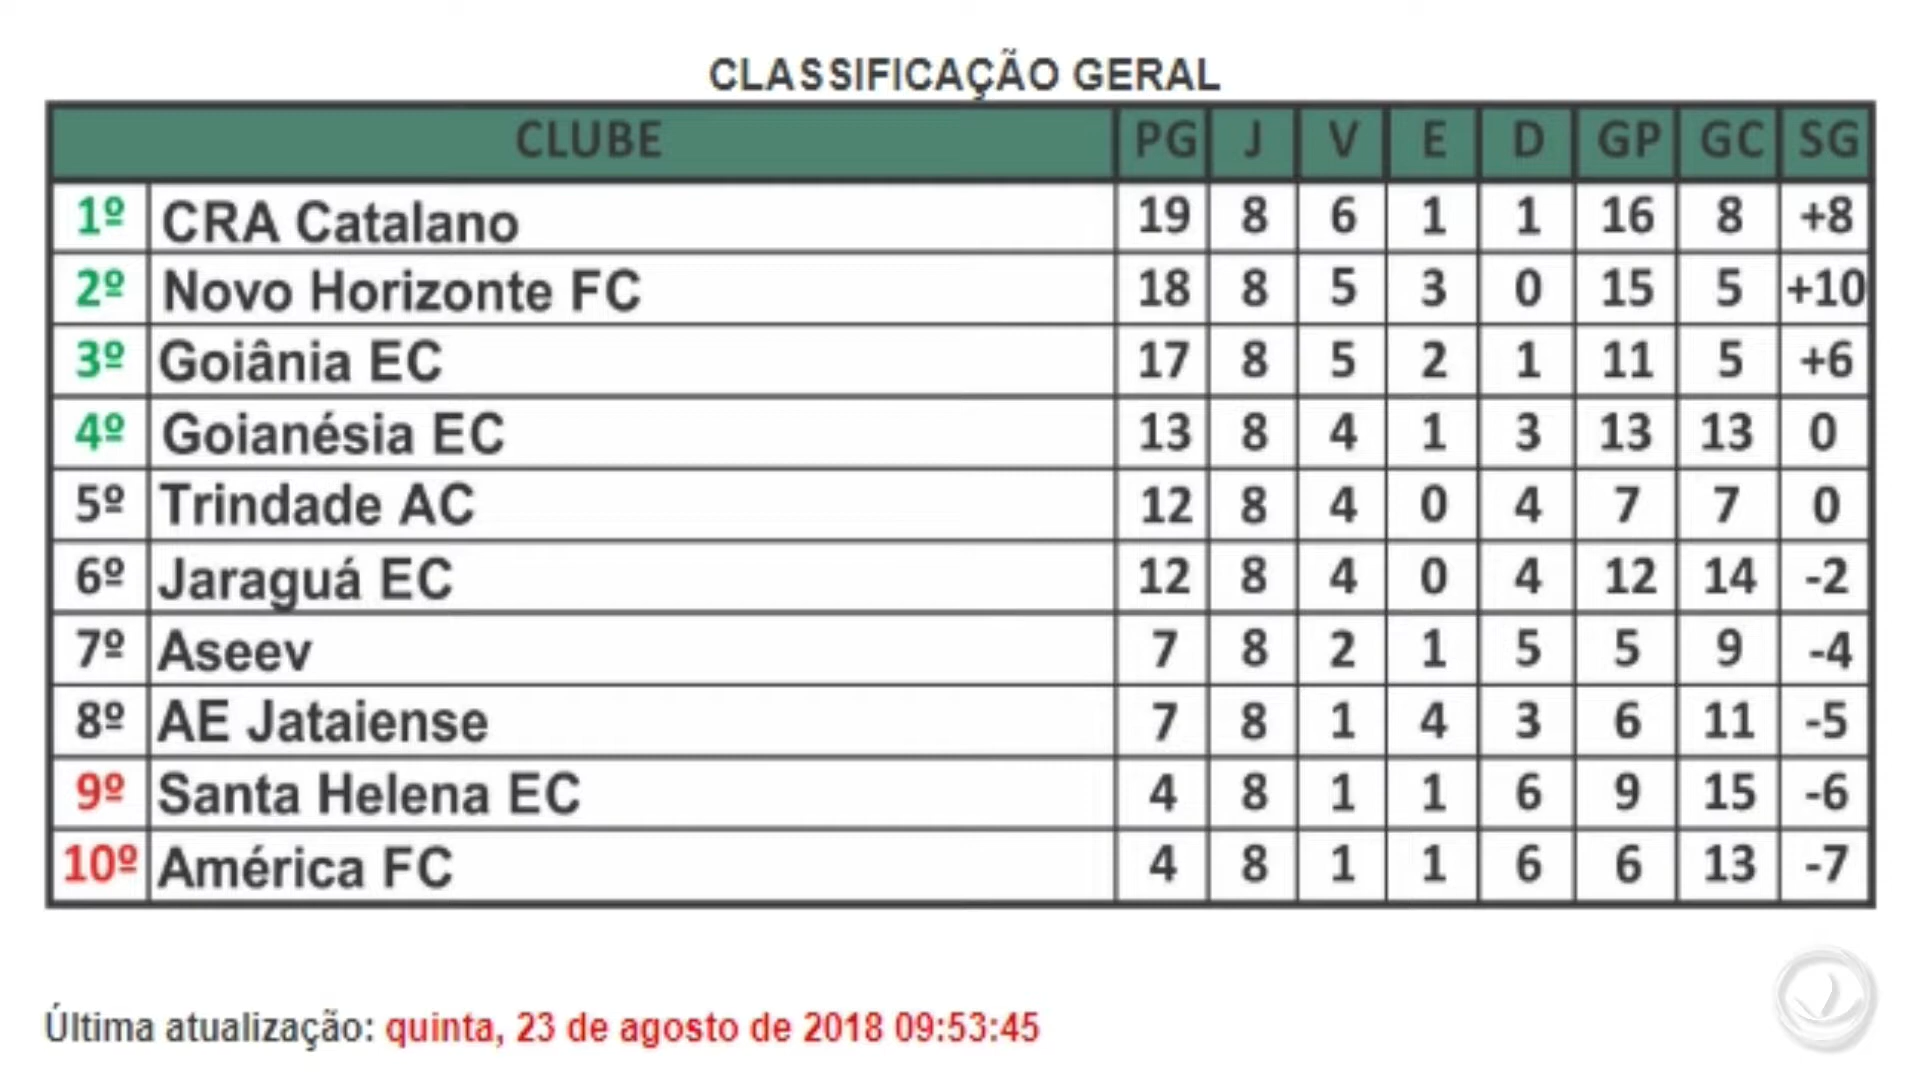 CLASSIFICAÇÃO GERAL
CLUBE PG J V E D GP GC SG
1º CRA Catalano 19 8 6 1 1 16 8 +8
2º Novo Horizonte FC 18 8 5 3 0 15 5 +10
3º Goiânia EC 17 8 5 2 1 11 5 +6
4º Goianésia EC 13 8 4 1 3 13 13 0
5º Trindade AC 12 8 4 0 4 7 7 0
6º Jaraguá EC 12 8 4 0 4 12 14 -2
7º Aseev 7 8 2 1 5 5 9 -4
8º AE Jataiense 7 8 1 4 3 6 11 -5
9º Santa Helena EC 4 8 1 1 6 9 15 -6
10º América FC 4 8 1 1 6 6 13 -7
Última atualização: quinta, 23 de agosto de 2018 09:53:45